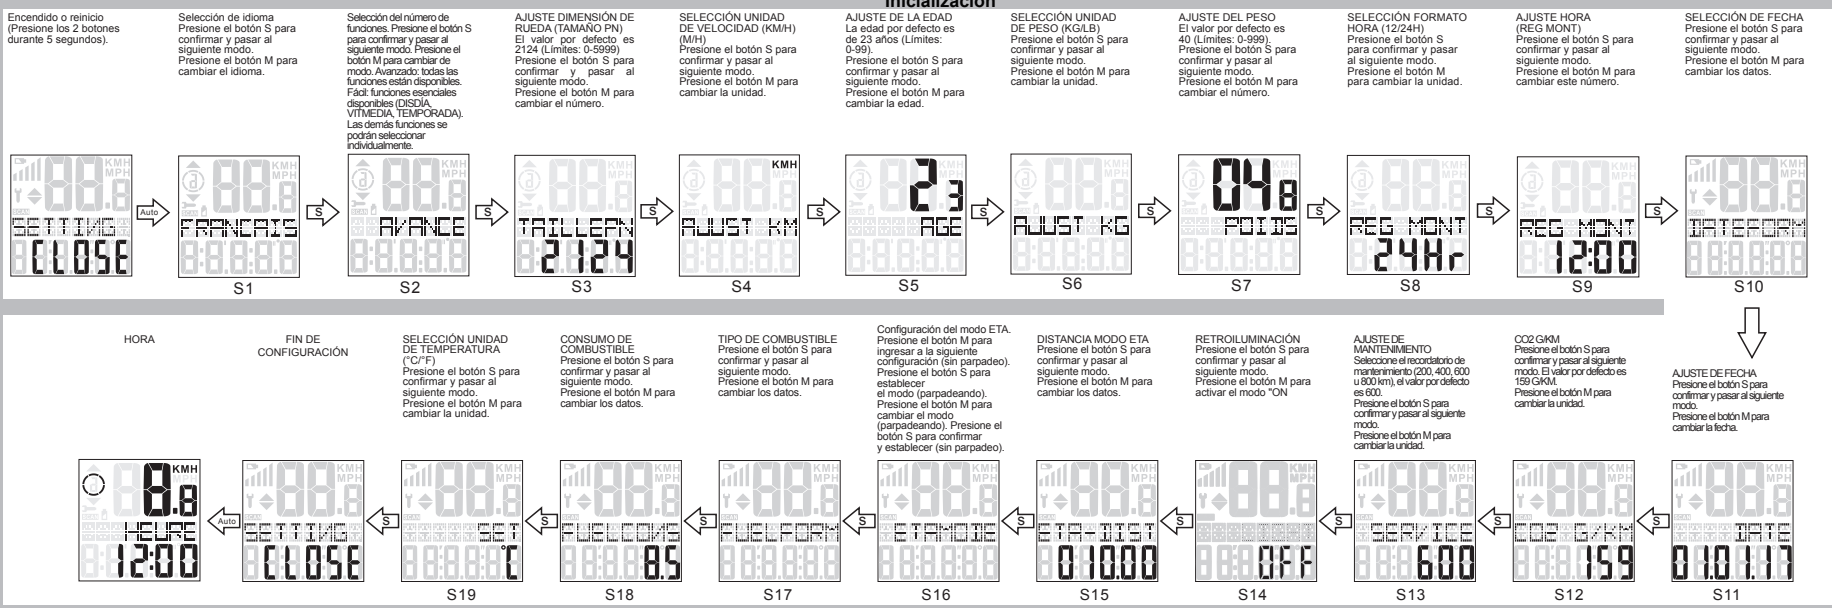 Inicialización
Encendido o reinicio
(Presione los 2 botones
durante 5 segundos).
Selección de idioma
Presione el botón S para
confirmar y pasar al
siguiente modo.
Presione el botón M para
cambiar el idioma.
Selección del número de
funciones. Presione el botón S
para confirmar y pasar al
siguiente modo. Presione el
botón M para cambiar de
modo. Avanzado: todas las
funciones están disponibles.
Fácil: funciones esenciales
disponibles (DISDÍA,
VITMEDIA, TEMPORADA).
Las demás funciones se
podrán seleccionar
individualmente.
AJUSTE DIMENSIÓN DE
RUEDA (TAMAÑO PN)
El valor por defecto es
2124 (Límites: 0-5999)
Presione el botón S para
confirmar y pasar al
siguiente modo.
Presione el botón M para
cambiar el número.
SELECCIÓN UNIDAD
DE VELOCIDAD (KM/H)
(M/H)
Presione el botón S para
confirmar y pasar al
siguiente modo.
Presione el botón M para
cambiar la unidad.
AJUSTE DE LA EDAD
La edad por defecto es
de 23 años (Límites:
0-99).
Presione el botón S para
confirmar y pasar al
siguiente modo.
Presione el botón M para
cambiar la edad.
SELECCIÓN UNIDAD
DE PESO (KG/LB)
Presione el botón S para
confirmar y pasar al
siguiente modo.
Presione el botón M para
cambiar la unidad.
AJUSTE DEL PESO
El valor por defecto es
40 (Límites: 0-999).
Presione el botón S para
confirmar y pasar al
siguiente modo.
Presione el botón M para
cambiar el número.
SELECCIÓN FORMATO
HORA (12/24H)
Presione el botón S
para confirmar y pasar
al siguiente modo.
Presione el botón M
para cambiar la unidad.
AJUSTE HORA
(REG MONT)
Presione el botón S para
confirmar y pasar al
siguiente modo.
Presione el botón M para
cambiar este número.
SELECCIÓN DE FECHA
Presione el botón S para
confirmar y pasar al
siguiente modo.
Presione el botón M para
cambiar los datos.
KMH
MPH
SCAN
SETTING
CLOSE
Auto
FRANCAIS
S1
S
AVANCE
S2
S
TAILLEPN
2124
S3
S
KMH
AJUST KM
S4
S
23
AGE
S5
S
AJUST KG
S6
S
048
POIDS
S7
S
REG MONT
24Hr
S8
S
REG MONT
12:00
S9
S
DATEFORM
S10
HORA
FIN DE
CONFIGURACIÓN
SELECCIÓN UNIDAD
DE TEMPERATURA
(°C/°F)
Presione el botón S para
confirmar y pasar al
siguiente modo.
Presione el botón M para
cambiar la unidad.
CONSUMO DE
COMBUSTIBLE
Presione el botón S para
confirmar y pasar al
siguiente modo.
Presione el botón M para
cambiar los datos.
TIPO DE COMBUSTIBLE
Presione el botón S para
confirmar y pasar al
siguiente modo.
Presione el botón M para
cambiar los datos.
Configuración del modo ETA.
Presione el botón M para
ingresar a la siguiente
configuración (sin parpadeo).
Presione el botón S para
establecer
el modo (parpadeando).
Presione el botón M para
cambiar el modo
(parpadeando). Presione el
botón S para confirmar
y establecer (sin parpadeo).
DISTANCIA MODO ETA
Presione el botón S para
confirmar y pasar al
siguiente modo.
Presione el botón M para
cambiar los datos.
RETROILUMINACIÓN
Presione el botón S para
confirmar y pasar al
siguiente modo.
Presione el botón M para
activar el modo "ON
AJUSTE DE
MANTENIMIENTO
Seleccione el recordatorio de
mantenimiento (200, 400, 600
u 800 km), el valor por defecto
es 600.
Presione el botón S para
confirmar y pasar al siguiente
modo.
Presione el botón M para
cambiar la unidad.
CO2 G/KM
Presione el botón S para
confirmar y pasar al siguiente
modo. El valor por defecto es
159 G/KM.
Presione el botón M para
cambiar la unidad.
AJUSTE DE FECHA
Presione el botón S para
confirmar y pasar al siguiente
modo.
Presione el botón M para
cambiar la fecha.
8.8
KMH
HEURE
12:00
Auto
SETTING
CLOSE
S
SET
°C
S19
S
FUELCONS
8.5
S18
S
FUELFORM
S17
S
ETAMODE
S16
S
ETA-DIST
010.00
S15
S
OFF
S14
S
SERVICE
600
S13
S
CO2 G/KM
159
S12
S
DATE
01.01.17
S11